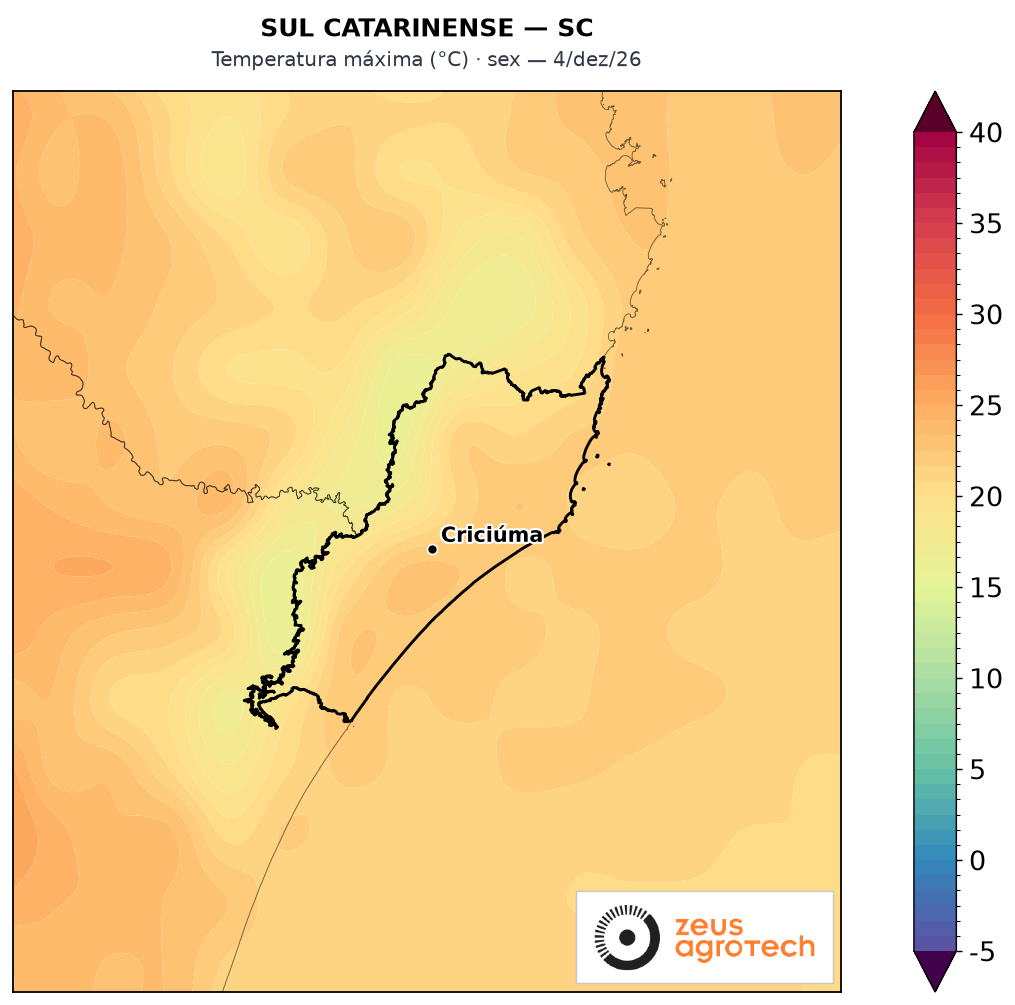 SUL CATARINENSE — SC
Temperatura máxima (°C) · sex — 4/dez/26
40
35
30
25
20
15
10
5
0
-5
Criciúma
zeus
agrotech